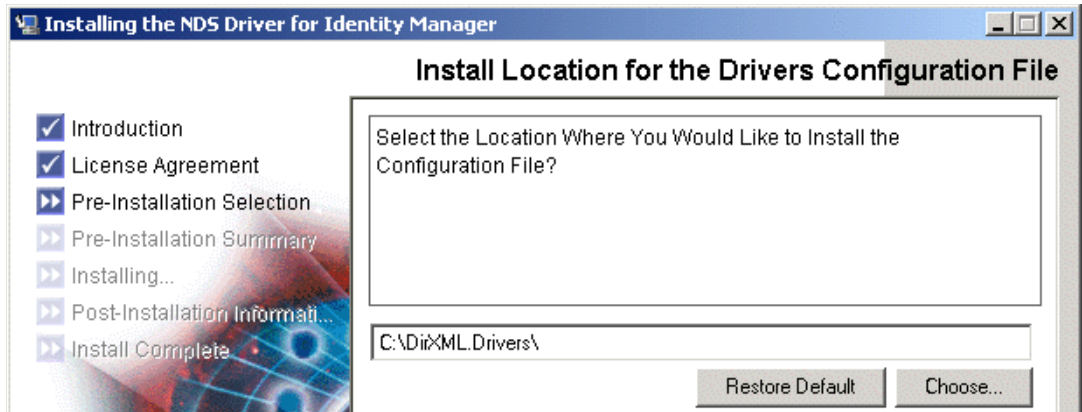 Installing the NDS Driver for Identity Manager
Install Location for the Drivers Configuration File
Introduction
License Agreement
Pre-Installation Selection
Pre-Installation Summary
Installing...
Post-Installation Informati...
Install Complete
Select the Location Where You Would Like to Install the
Configuration File?
C:\DirXML.Drivers\
Restore Default
Choose...